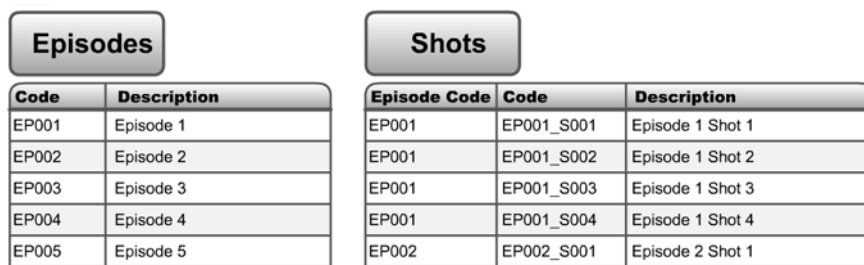 Episodes
Code Description
EP001 Episode 1
EP002 Episode 2
EP003 Episode 3
EP004 Episode 4
EP005 Episode 5
Shots
Episode Code Code Description
EP001 EP001_S001 Episode 1 Shot 1
EP001 EP001_S002 Episode 1 Shot 2
EP001 EP001_S003 Episode 1 Shot 3
EP001 EP001_S004 Episode 1 Shot 4
EP002 EP002_S001 Episode 2 Shot 1